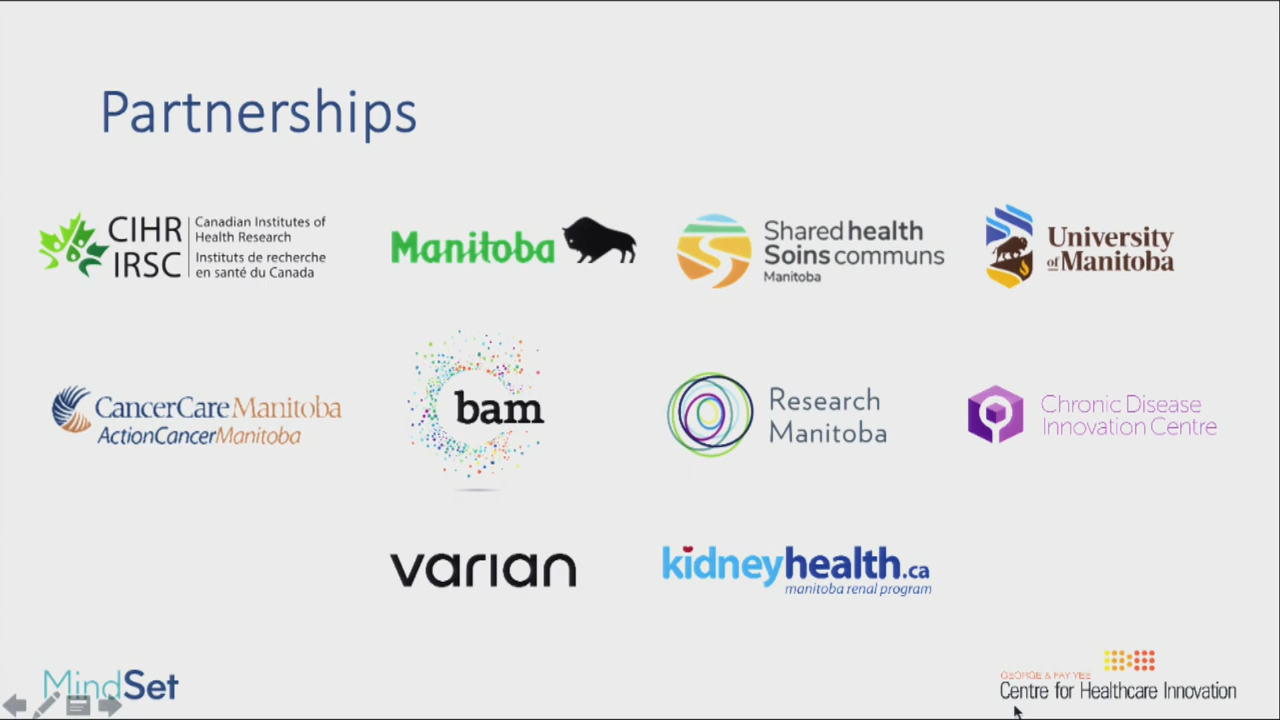 Partnerships
CIHR
IRSC
Canadian Institutes of
Health Research
Instituts de recherche
en santé du Canada
Manitoba
Shared health
Soins communs
Manitoba
University
of Manitoba
CancerCare Manitoba
ActionCancerManitoba
bam
Research
Manitoba
Chronic Disease
Innovation Centre
varian
kidneyhealth.ca
manitoba renal program
MindSet
GEORGE & FAY YEE
Centre for Healthcare Innovation